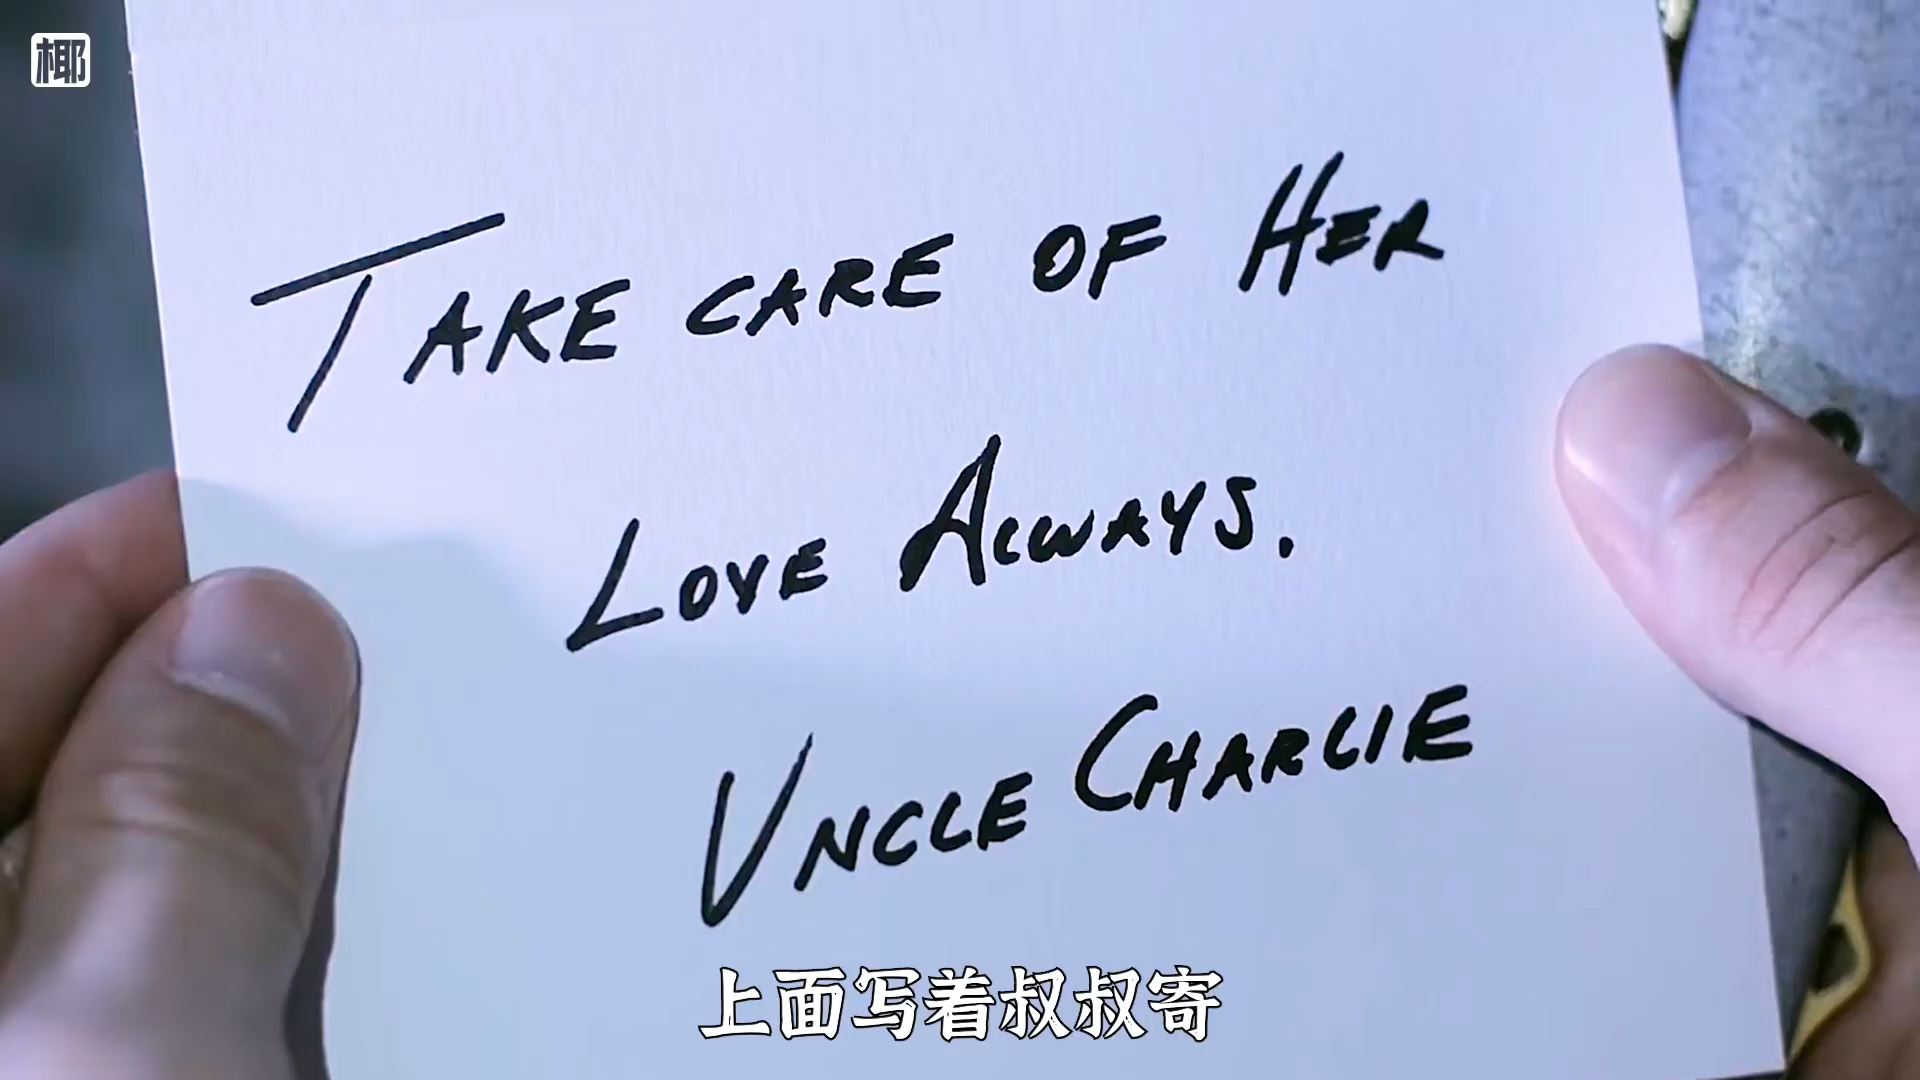 椰
TAKE CARE OF HER
LOVE ALWAYS.
UNCLE CHARLIE
上面写着叔叔寄